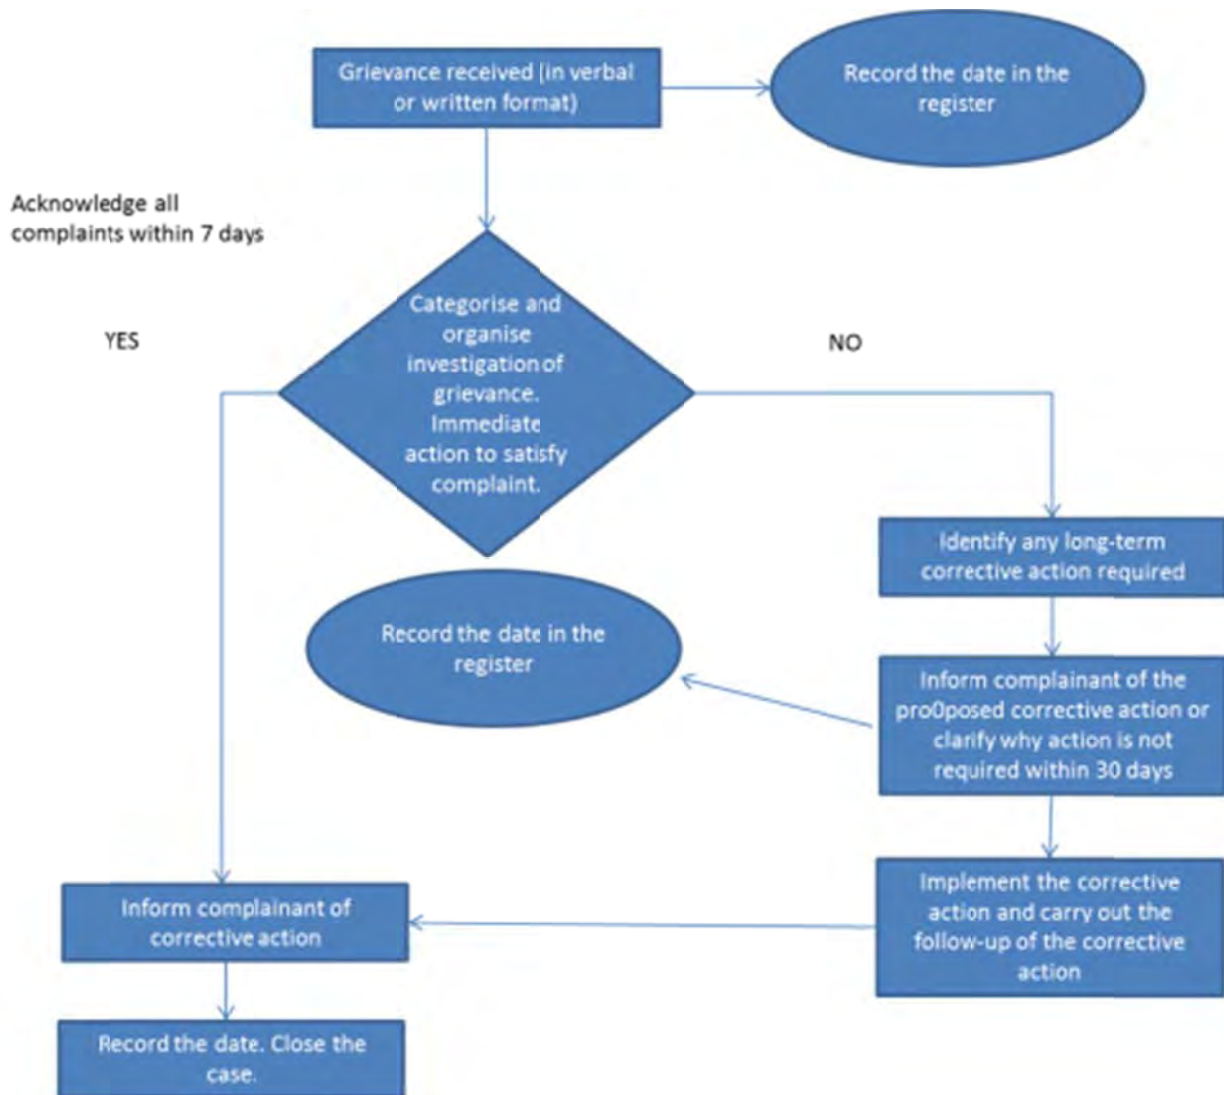 Grievance received (in verbal
or written format)
Record the date in the
register
Acknowledge all
complaints within 7 days
YES
Categorise and
organise
investigation of
grievance.
Immediate
action to satisfy
complaint.
NO
Identify any long-term
corrective action required
Record the date in the
register
Inform complainant of the
pro0posed corrective action or
clarify why action is not
required within 30 days
Inform complainant of
corrective action
Implement the corrective
action and carry out the
follow-up of the corrective
action
Record the date. Close the
case.